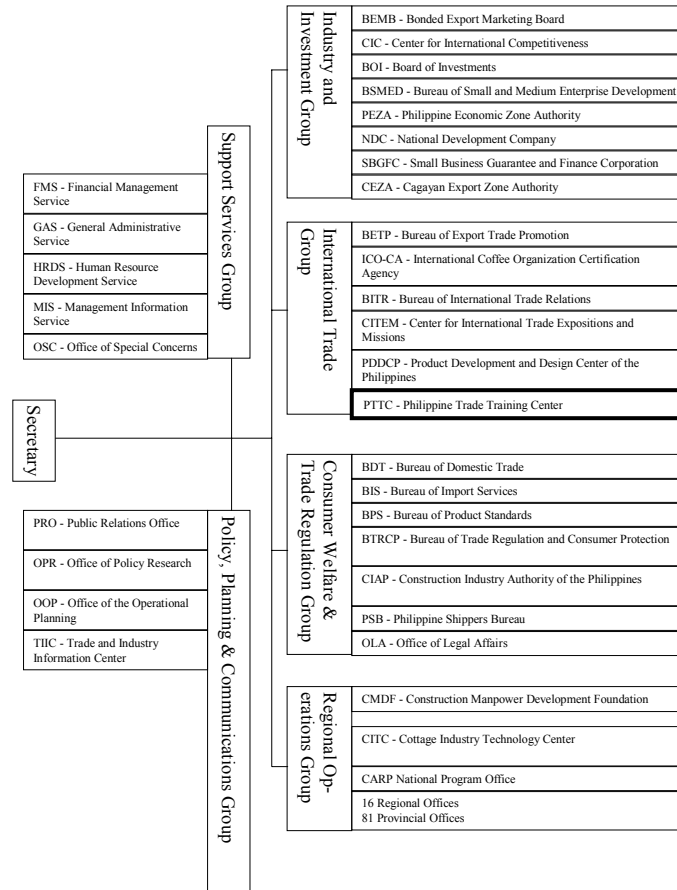 Secretary
Support Services Group
FMS - Financial Management
Service
GAS - General Administrative
Service
HRDS - Human Resource
Development Service
MIS - Management Information
Service
OSC - Office of Special Concerns
Policy, Planning & Communications Group
PRO - Public Relations Office
OPR - Office of Policy Research
OOP - Office of the Operational
Planning
TIIC - Trade and Industry
Information Center
Industry and
Investment Group
BEMB - Bonded Export Marketing Board
CIC - Center for International Competitiveness
BOI - Board of Investments
BSMED - Bureau of Small and Medium Enterprise Development
PEZA - Philippine Economic Zone Authority
NDC - National Development Company
SBGFC - Small Business Guarantee and Finance Corporation
CEZA - Cagayan Export Zone Authority
International Trade
Group
BETP - Bureau of Export Trade Promotion
ICO-CA - International Coffee Organization Certification
Agency
BITR - Bureau of International Trade Relations
CITEM - Center for International Trade Expositions and
Missions
PDDCP - Product Development and Design Center of the
Philippines
PTTC - Philippine Trade Training Center
Consumer Welfare &
Trade Regulation Group
BDT - Bureau of Domestic Trade
BIS - Bureau of Import Services
BPS - Bureau of Product Standards
BTRCP - Bureau of Trade Regulation and Consumer Protection
CIAP - Construction Industry Authority of the Philippines
PSB - Philippine Shippers Bureau
OLA - Office of Legal Affairs
Regional Op-
erations Group
CMDF - Construction Manpower Development Foundation
CITC - Cottage Industry Technology Center
CARP National Program Office
16 Regional Offices
81 Provincial Offices